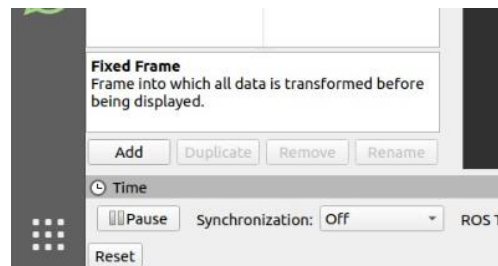 Fixed Frame
Frame into which all data is transformed before
being displayed.
Add Duplicate Remove Rename
Time
Pause Synchronization: Off ROS T
Reset